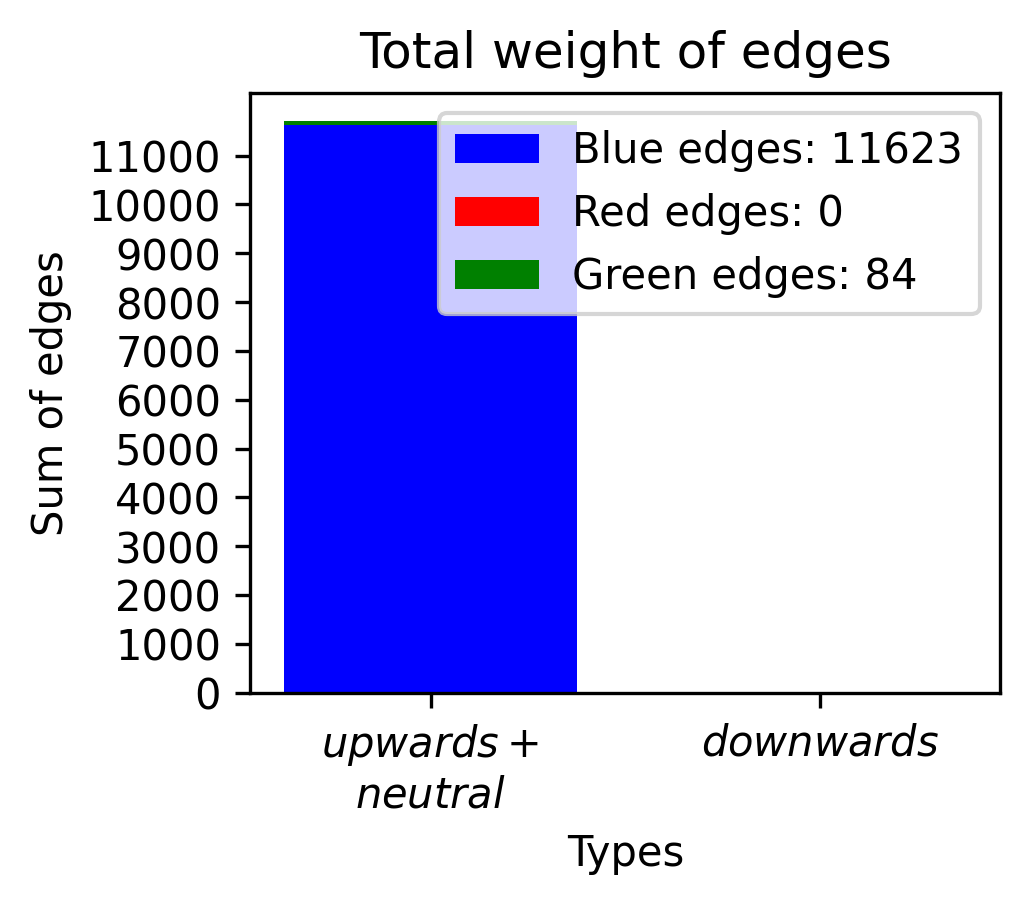 Total weight of edges
Sum of edges
11000
10000
9000
8000
7000
6000
5000
4000
3000
2000
1000
0
Blue edges: 11623
Red edges: 0
Green edges: 84
upwards +
neutral
downwards
Types